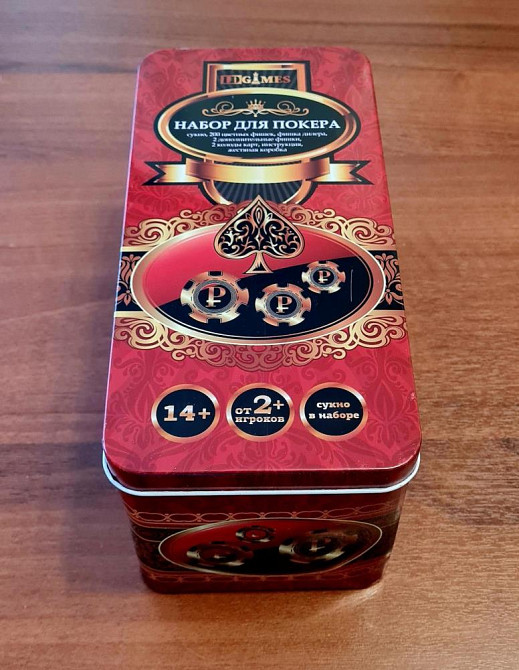 GAMES
НАБОР ДЛЯ ПОКЕРА
сукно, 200 цветных фишек, фишка дилера,
2 дополнительные фишки,
2 колоды карт, инструкция,
жестяная коробка
₽ ₽ ₽
14+
от 2+
игроков
сукно
в наборе